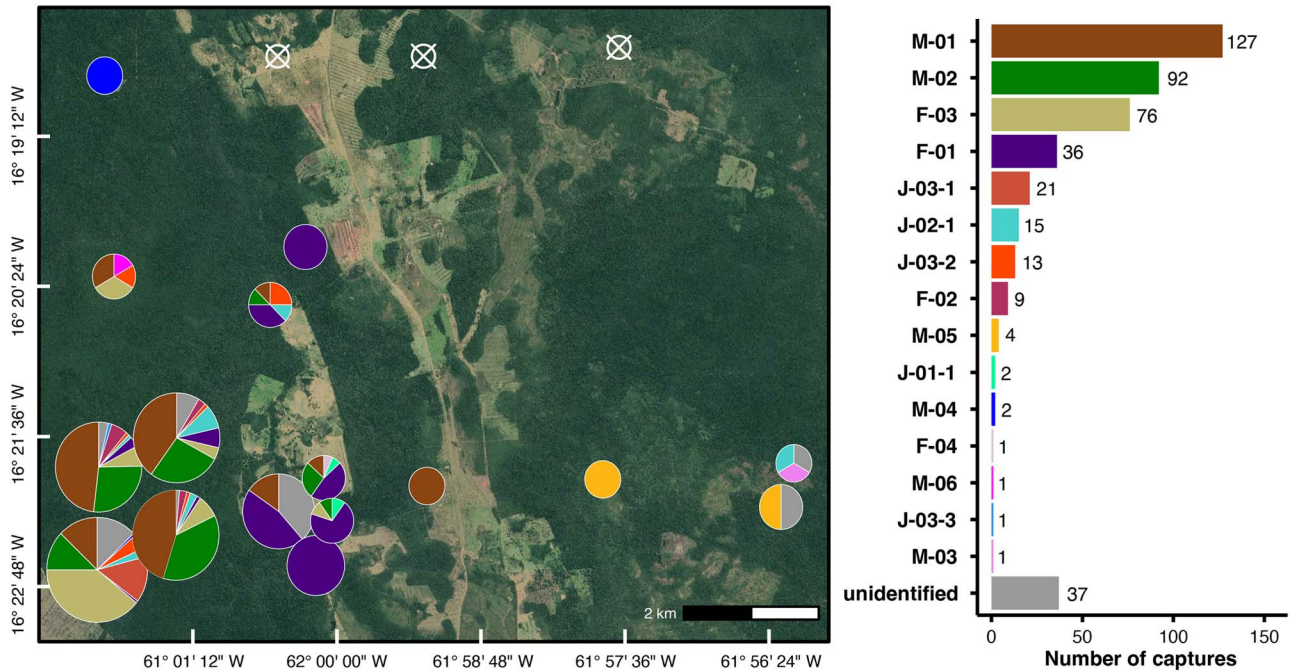 16° 19' 12" W
16° 20' 24" W
16° 21' 36" W
16° 22' 48" W
2 km
61° 01' 12" W
62° 00' 00" W
61° 58' 48" W
61° 57' 36" W
61° 56' 24" W
M-01 127
M-02 92
F-03 76
F-01 36
J-03-1 21
J-02-1 15
J-03-2 13
F-02 9
M-05 4
J-01-1 2
M-04 2
F-04 1
M-06 1
J-03-3 1
M-03 1
unidentified 37
0 50 100 150
Number of captures